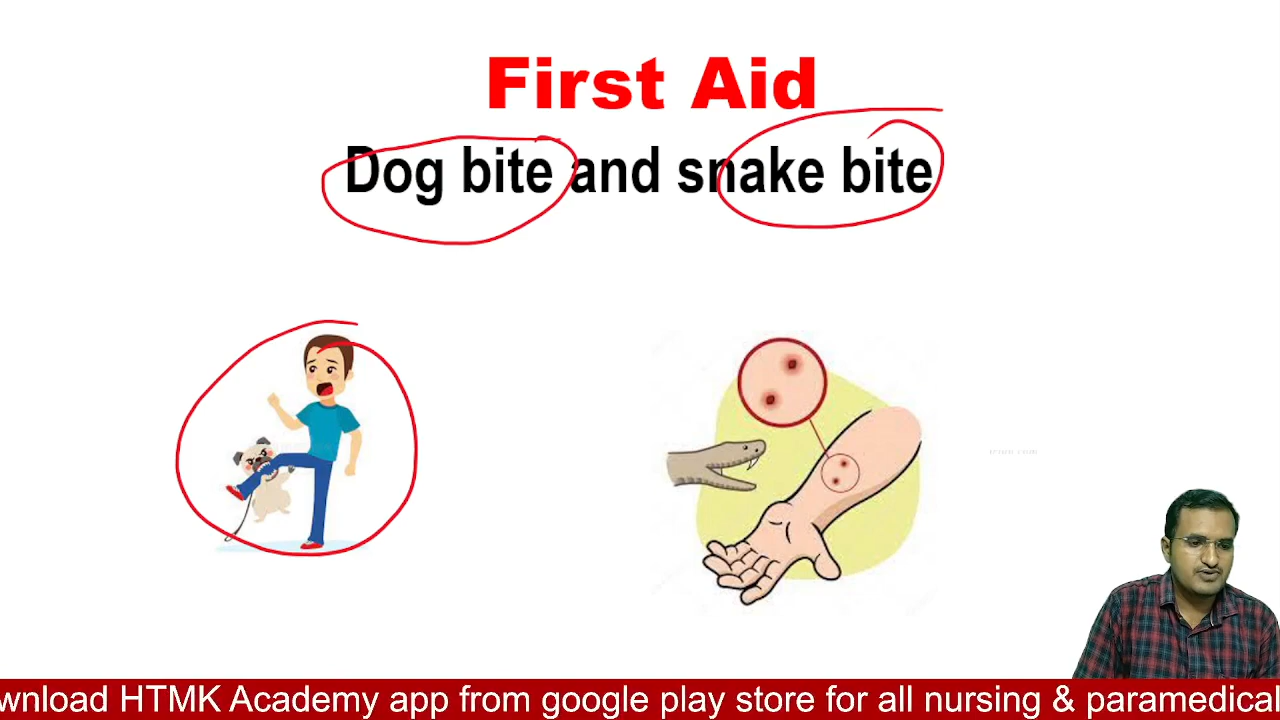 First Aid
Dog bite and snake bite
wnload HTMK Academy app from google play store for all nursing & paramedical